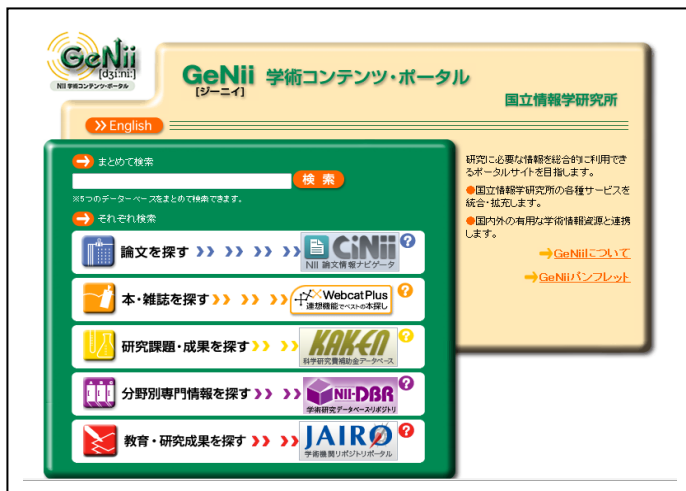 GeNii
[dʒí:ni:]
NII 学術コンテンツ・ポータル
GeNii 学術コンテンツ・ポータル
[ジーニイ]
国立情報学研究所
English
まとめて検索
検 索
※5つのデーターベースをまとめて検索できます。
それぞれ検索
論文を探す
CiNii
NII 論文情報ナビゲータ
本・雑誌を探す
Webcat Plus
連想機能でベストの本探し
研究課題・成果を探す
KAKEN
科学研究費補助金データベース
分野別専門情報を探す
NII-DBR
学術研究データベースリポジトリ
教育・研究成果を探す
JAIRO
学術機関リポジトリポータル
研究に必要な情報を総合的に利用でき
るポータルサイトを目指します。
●国立情報学研究所の各種サービスを
統合・拡充します。
●国内外の有用な学術情報資源と連携
します。
GeNiiについて
GeNiiパンフレット